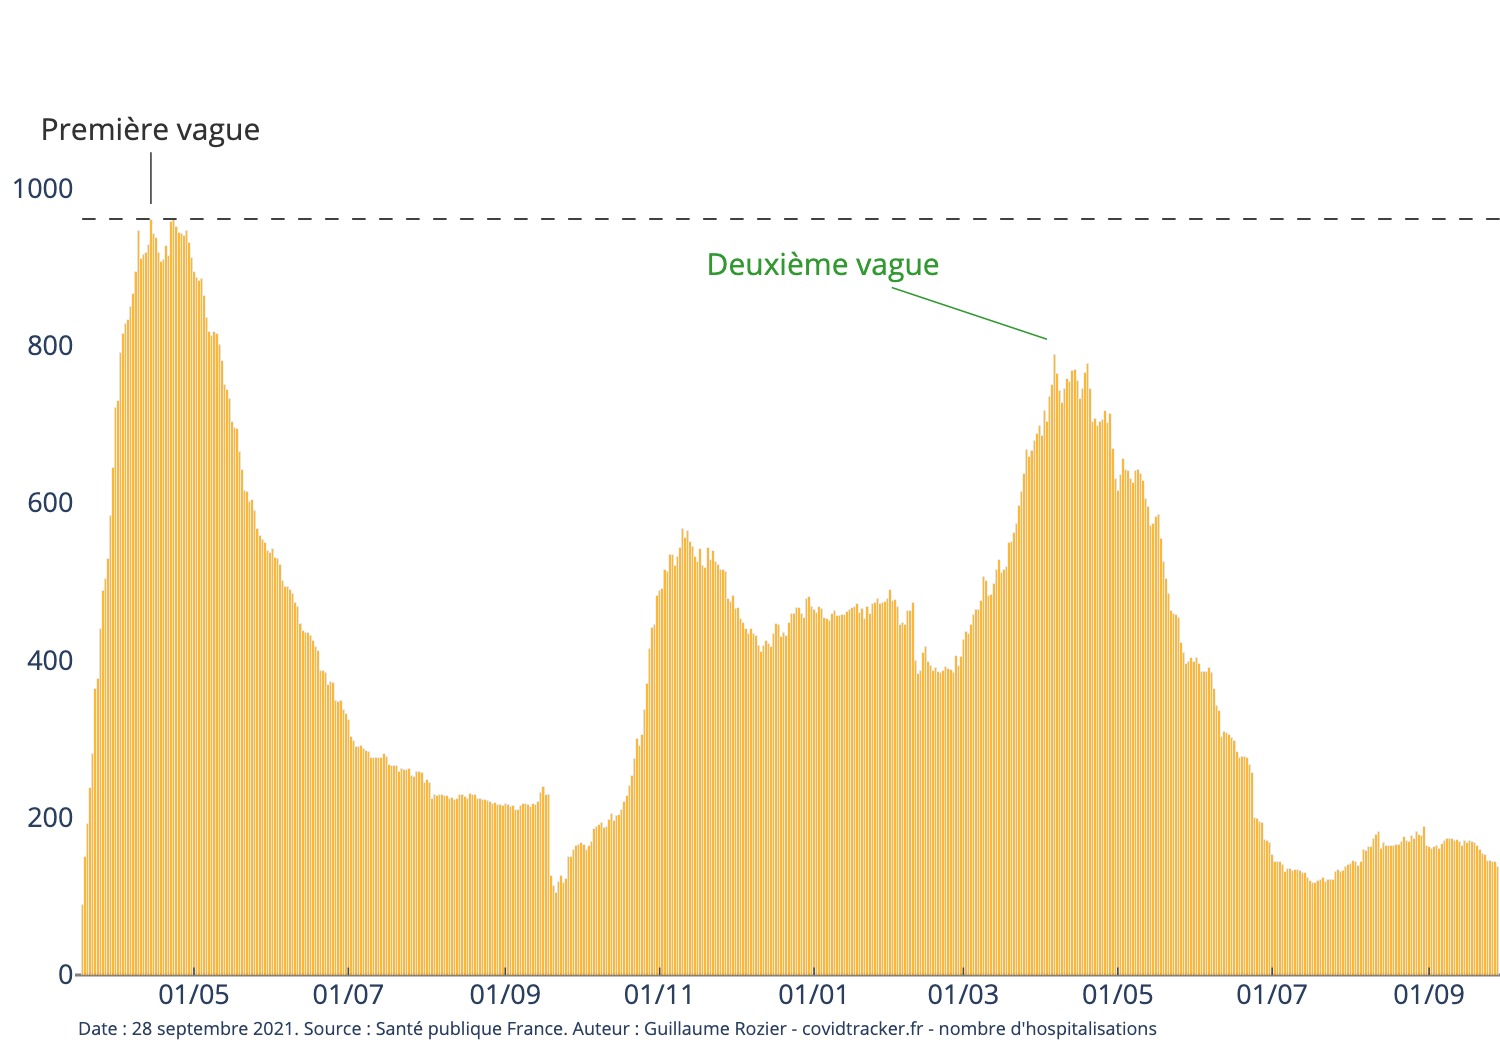 Première vague
1000
Deuxième vague
800
600
400
200
0
01/05 01/07 01/09 01/11 01/01 01/03 01/05 01/07 01/09
Date : 28 septembre 2021. Source : Santé publique France. Auteur : Guillaume Rozier - covidtracker.fr - nombre d'hospitalisations